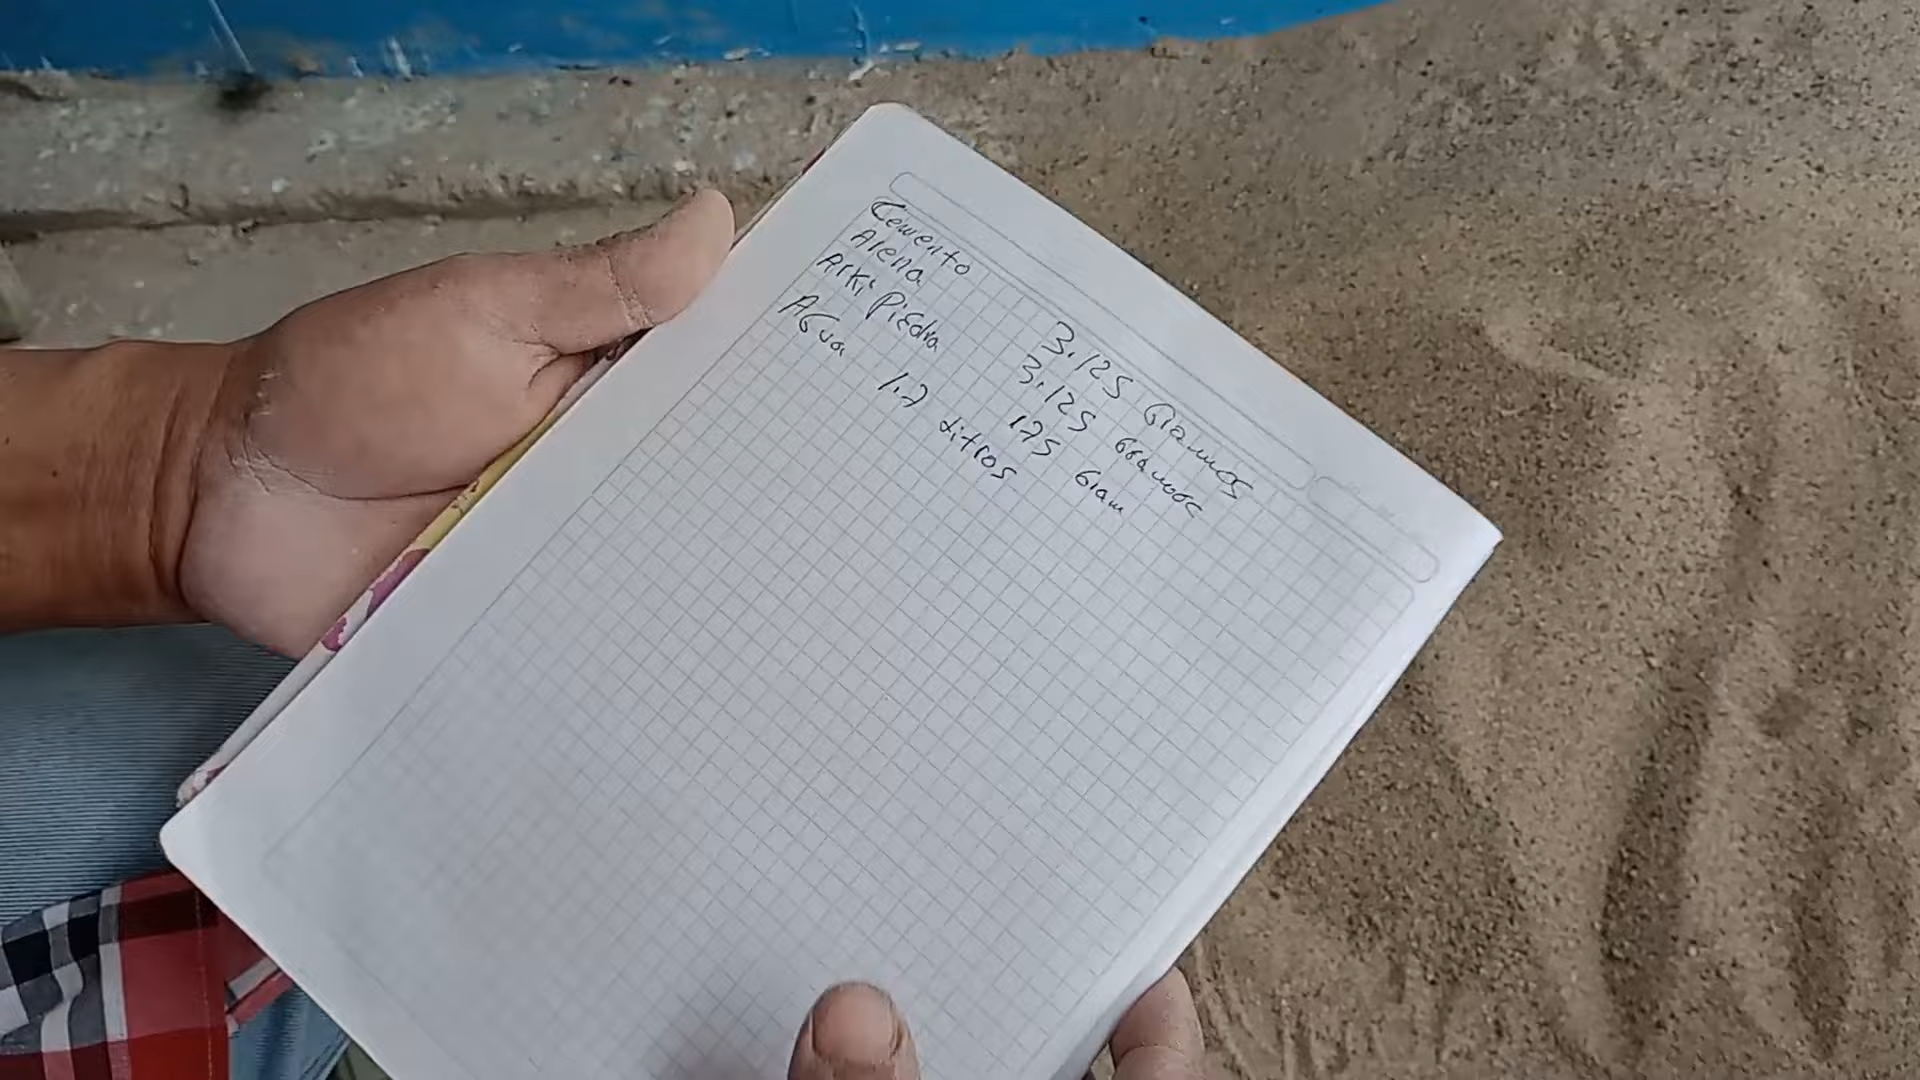 Cemento 3.125 Gramos
Arena 3.125 Gramos
Arki Piedra 175 Gram
Agua 1.7 Litros